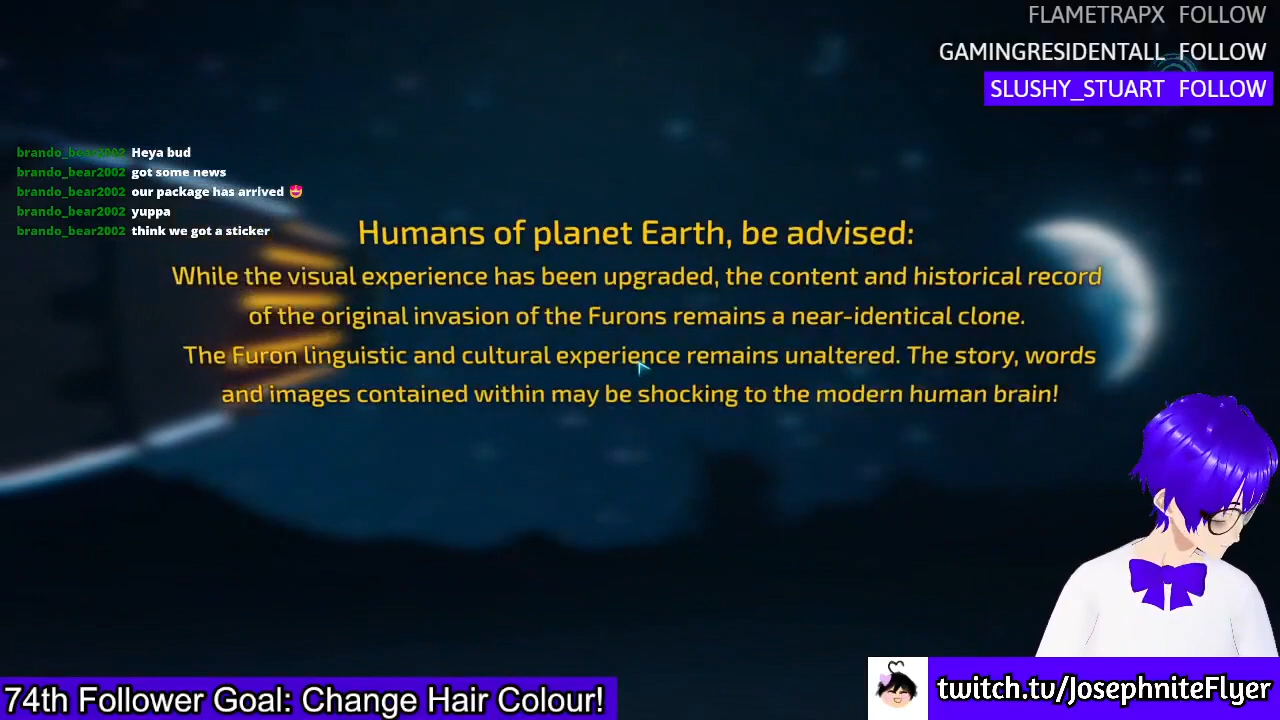 FLAMETRAPX FOLLOW
GAMINGRESIDENTALL FOLLOW
SLUSHY_STUART FOLLOW
brando_bear2002 Heya bud
brando_bear2002 got some news
brando_bear2002 our package has arrived 😍
brando_bear2002 yuppa
brando_bear2002 think we got a sticker
Humans of planet Earth, be advised:
While the visual experience has been upgraded, the content and historical record
of the original invasion of the Furons remains a near-identical clone.
The Furon linguistic and cultural experience remains unaltered. The story, words
and images contained within may be shocking to the modern human brain!
74th Follower Goal: Change Hair Colour!
twitch.tv/JosephniteFlyer